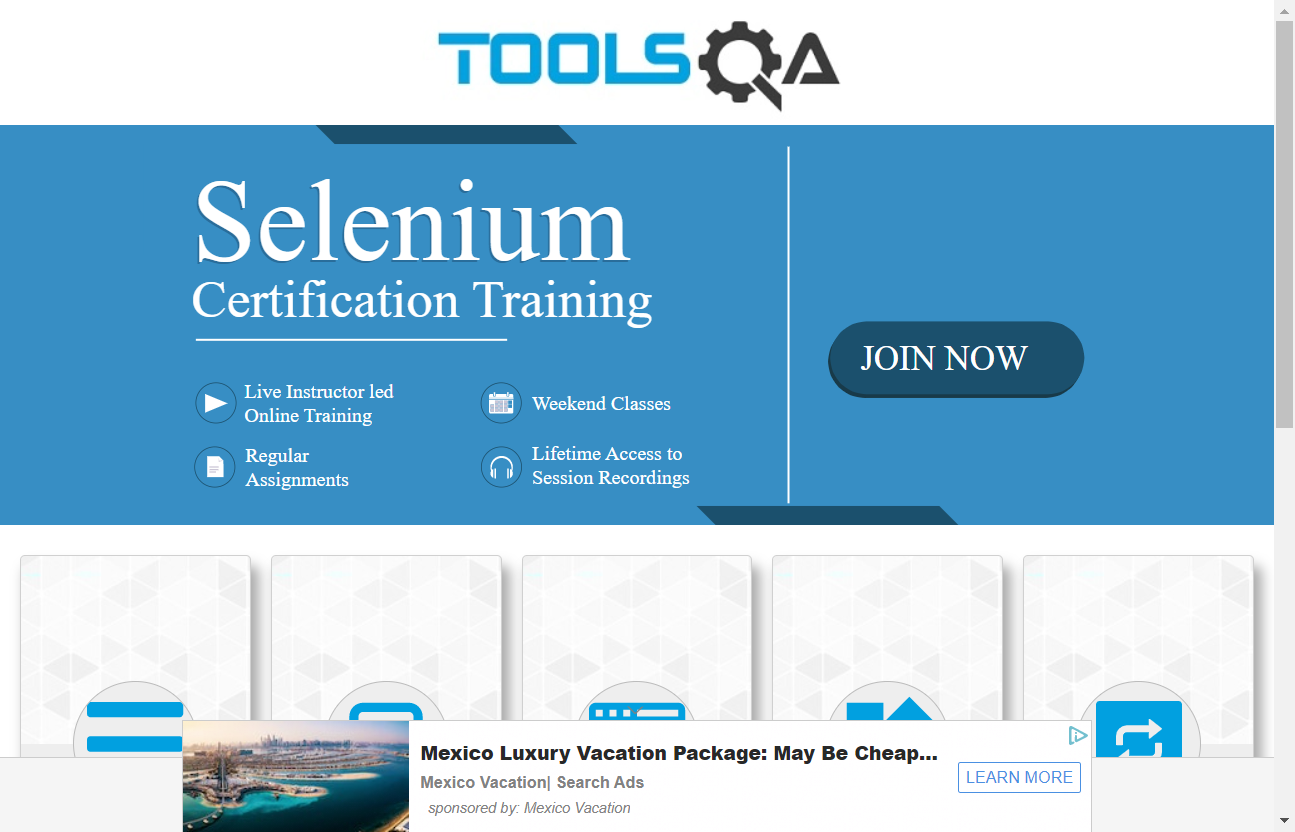 TOOLSQA
Selenium
Certification Training
JOIN NOW
Live Instructor led
Online Training
Weekend Classes
Regular
Assignments
Lifetime Access to
Session Recordings
Mexico Luxury Vacation Package: May Be Cheap...
Mexico Vacation| Search Ads
sponsored by: Mexico Vacation
LEARN MORE